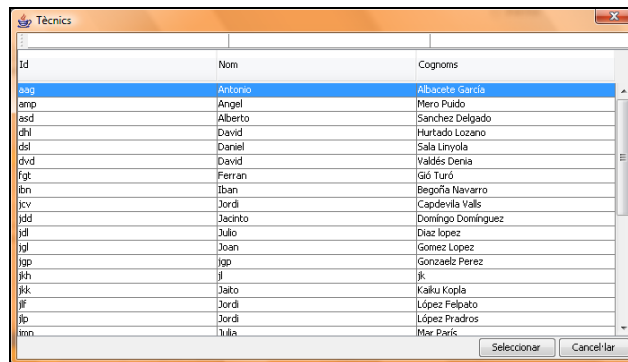 Tècnics
Id Nom Cognoms
aag Antonio Albacete García
amp Angel Mero Puido
asd Alberto Sanchez Delgado
dhl David Hurtado Lozano
dsl Daniel Sala Linyola
dvd David Valdés Denia
fgt Ferran Gió Turó
ibn Iban Begoña Navarro
jcv Jordi Capdevila Valls
jdd Jacinto Domíngo Domínguez
jdl Julio Diaz lopez
jgl Joan Gomez Lopez
jgp jgp Gonzaelz Perez
jkh jl jk
jkk Jaito Kaiku Kopla
jlf Jordi López Felpato
jlp Jordi López Pradros
jmn Julia Mar París
Seleccionar Cancel·lar